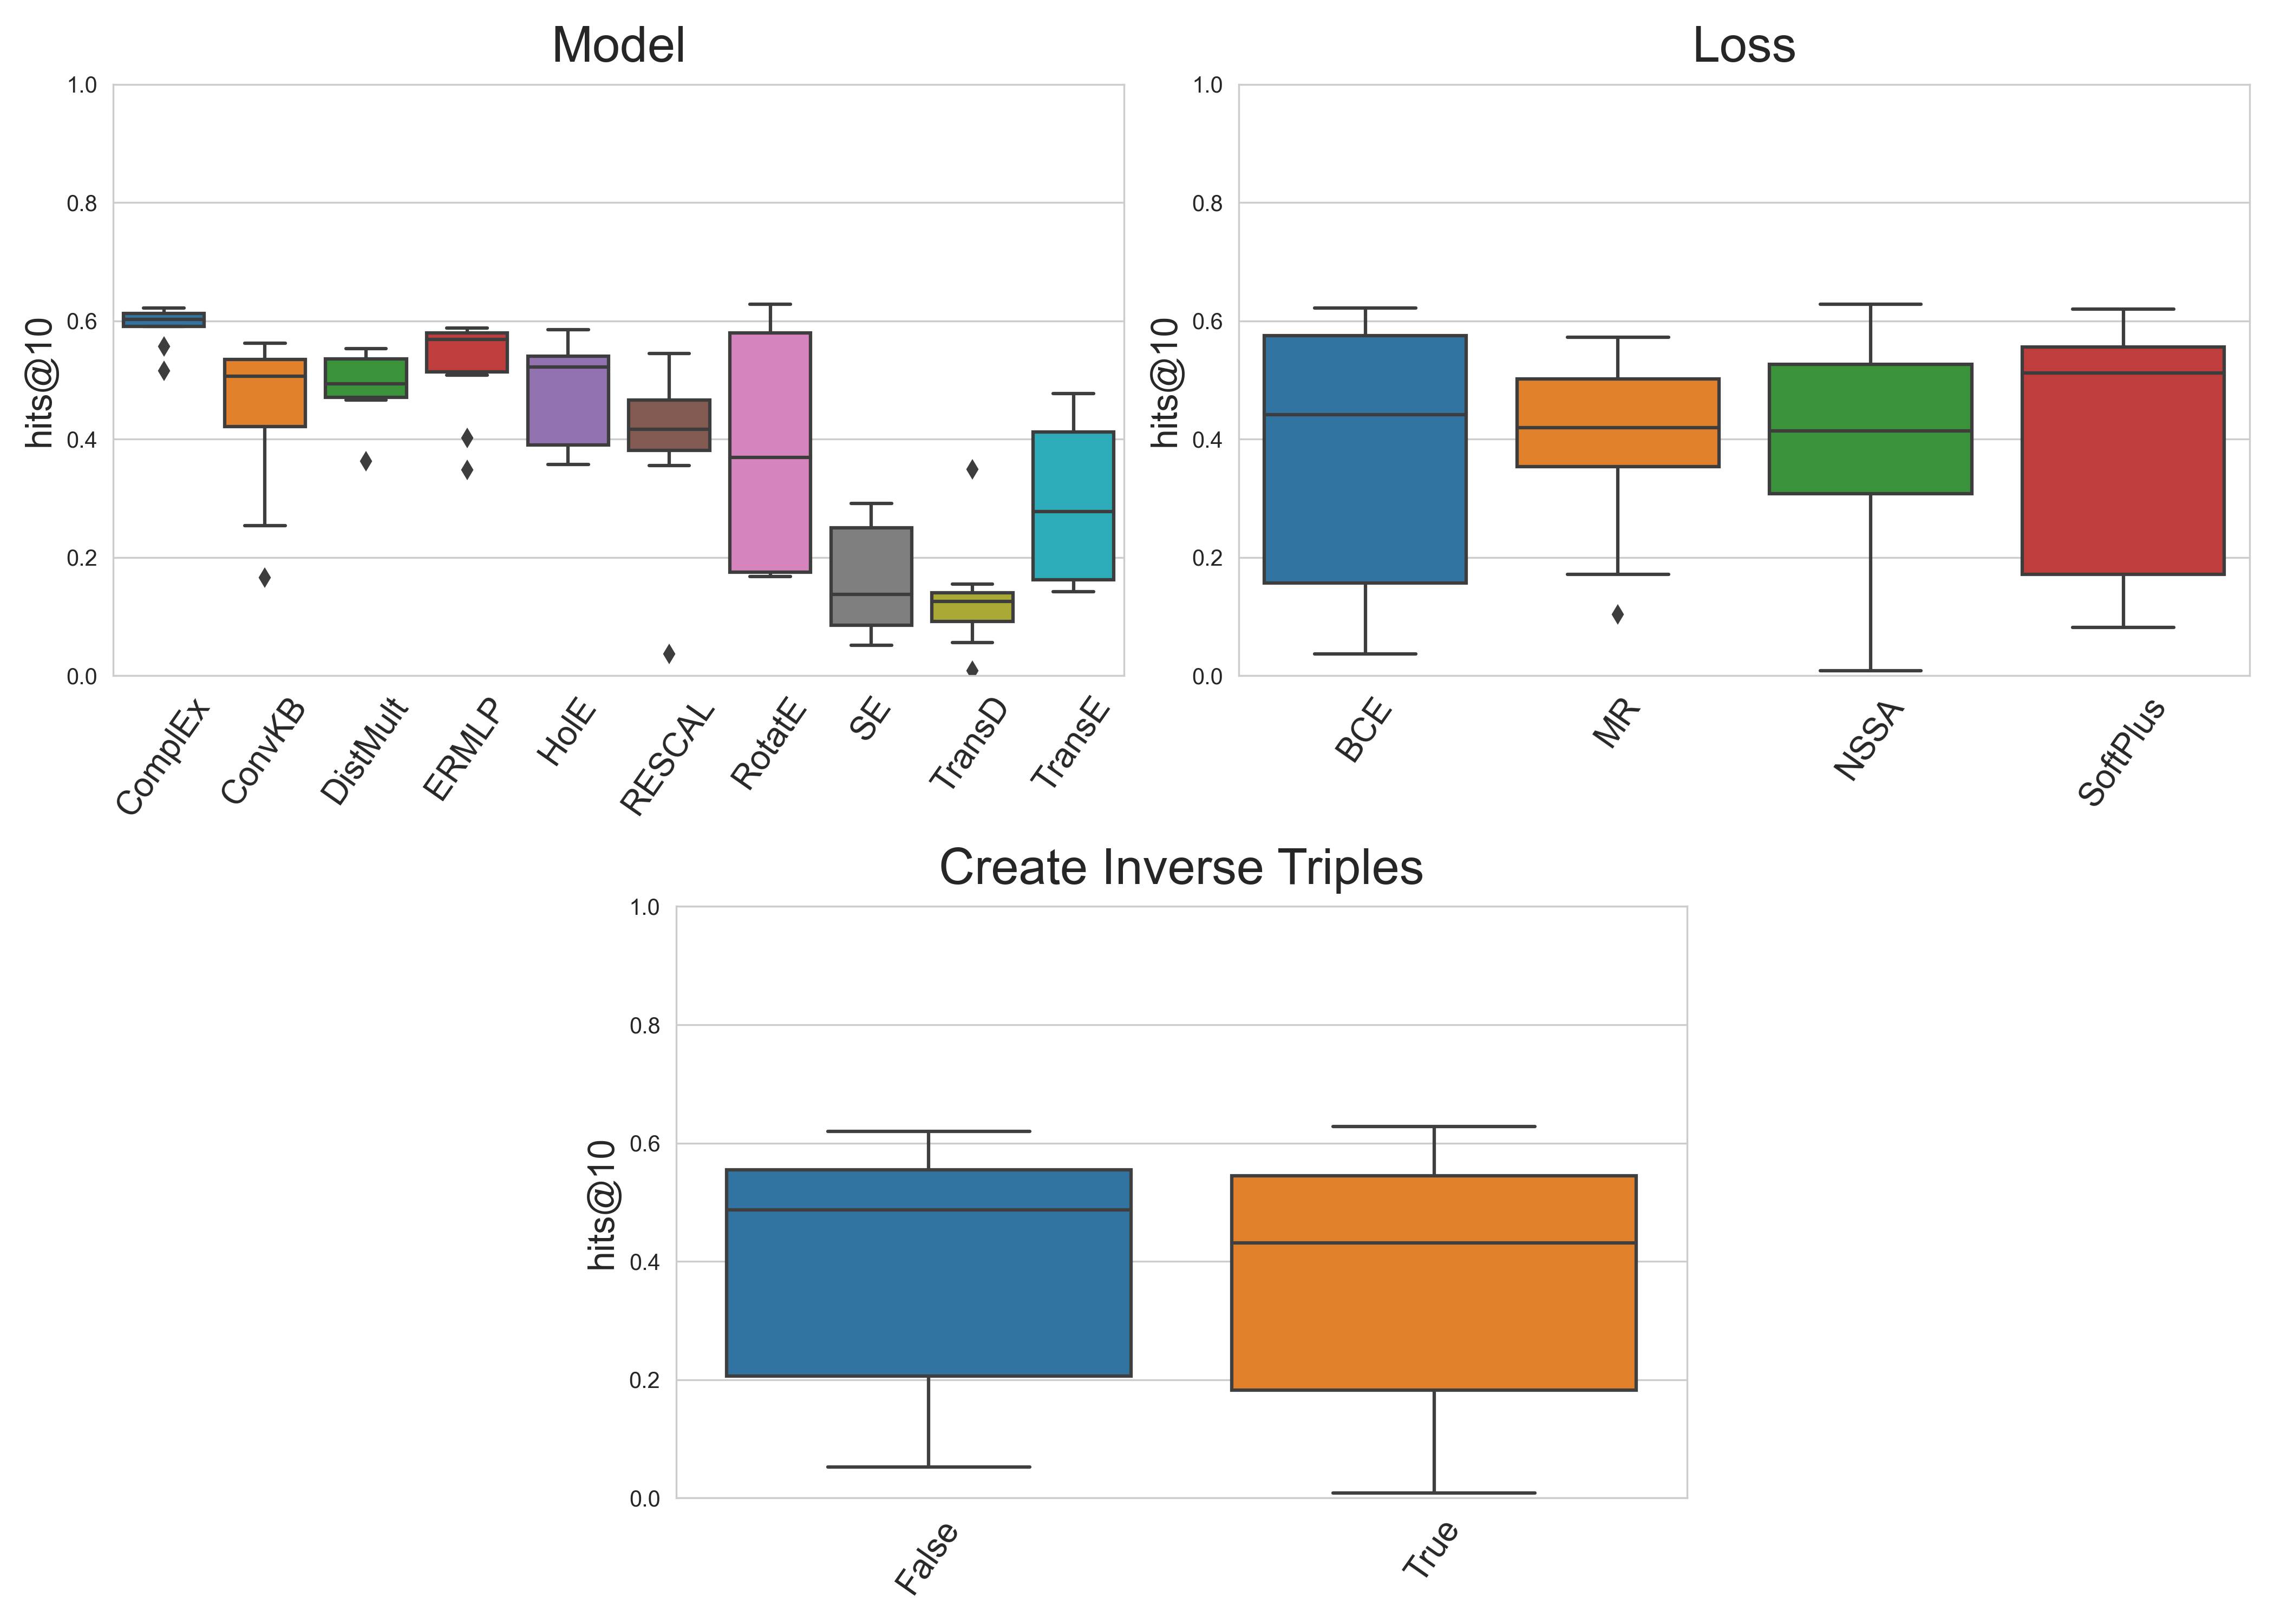 Model
1.0
0.8
0.6
0.4
0.2
0.0
hits@10
ComplEx
ConvKB
DistMult
ERMLP
HolE
RESCAL
RotatE
SE
TransD
TransE
Loss
1.0
0.8
0.6
0.4
0.2
0.0
hits@10
BCE
MR
NSSA
SoftPlus
Create Inverse Triples
1.0
0.8
0.6
0.4
0.2
0.0
hits@10
False
True